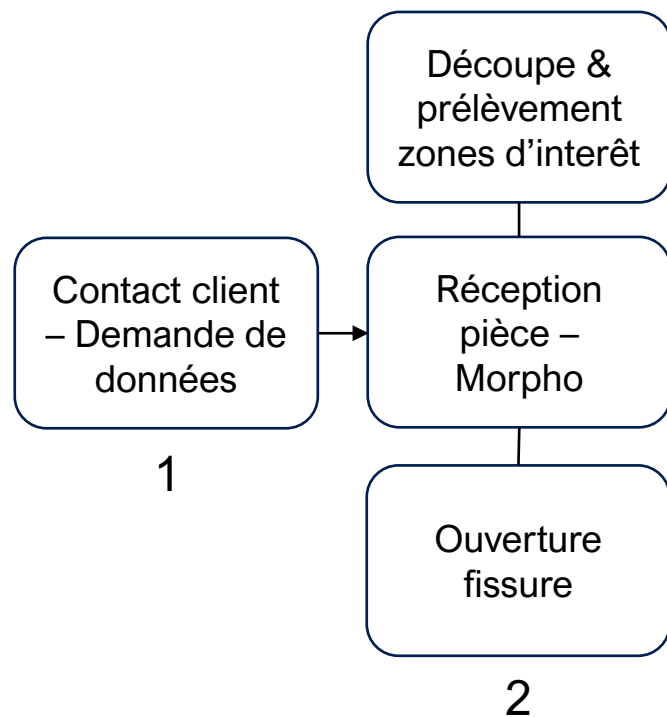 Découpe &
prélèvement
zones d'interêt
Contact client
– Demande de
données
Réception
pièce –
Morpho
1
Ouverture
fissure
2